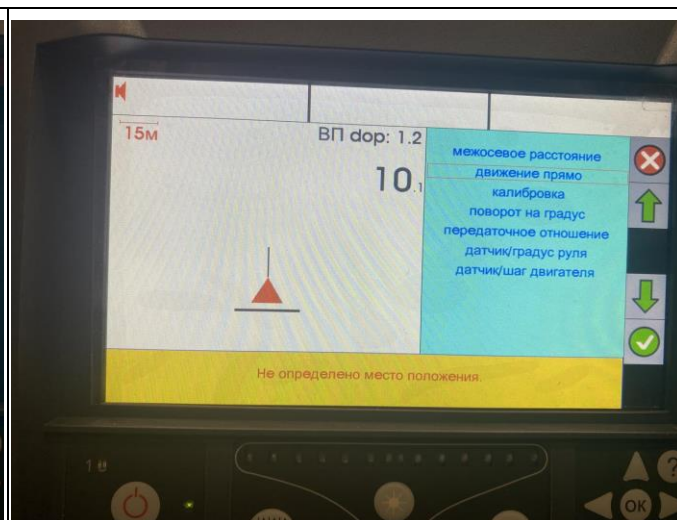 15м
ВП dop: 1.2
10.1
межосевое расстояние
движение прямо
калибровка
поворот на градус
передаточное отношение
датчик/градус руля
датчик/шаг двигателя
Не определено место положения.
?
OK